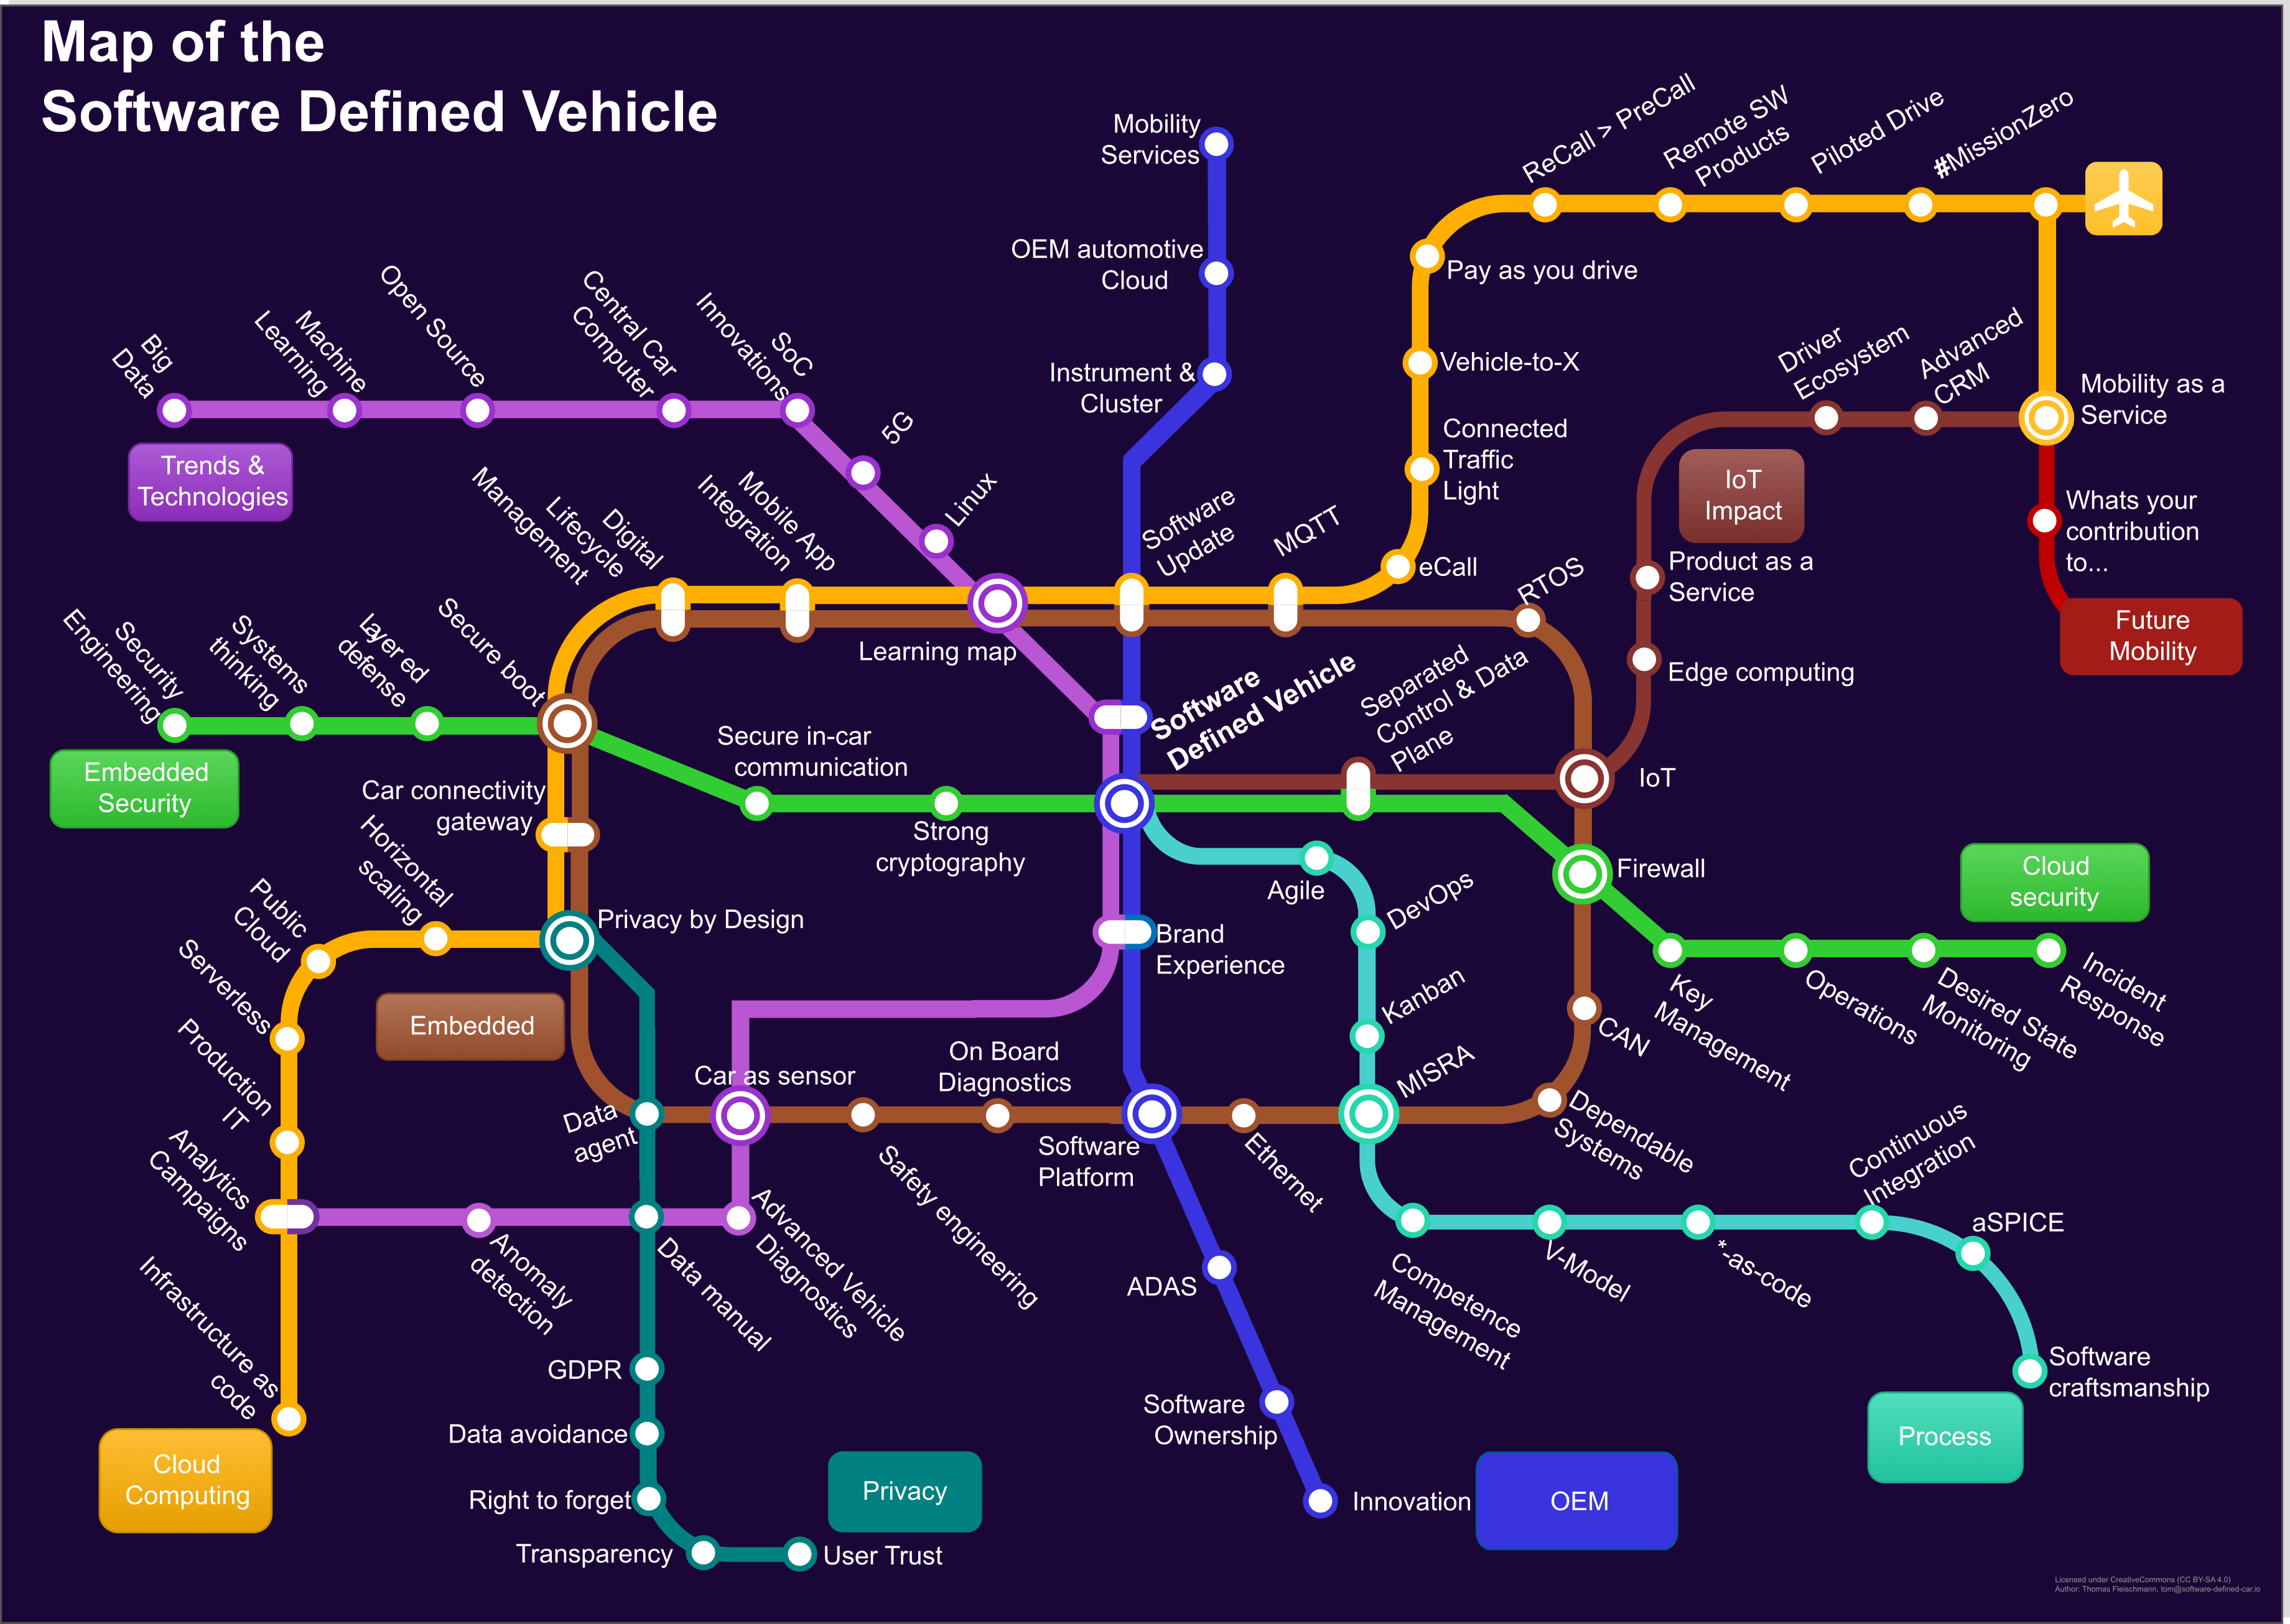 Map of the
Software Defined Vehicle
Mobility
Services
OEM automotive
Cloud
Instrument &
Cluster
ReCall > PreCall
Remote SW
Products
Piloted Drive
#MissionZero
Pay as you drive
Vehicle-to-X
Connected
Traffic
Light
eCall
Driver
Ecosystem
Advanced
CRM
Mobility as a
Service
IoT
Impact
Whats your
contribution
to...
Future
Mobility
Product as a
Service
Edge computing
Big
Data
Machine
Learning
Open Source
Central Car
Computer
SoC
Innovations
5G
Linux
Trends &
Technologies
Digital
Lifecycle
Management
Mobile App
Integration
Software
Update
MQTT
RTOS
Learning map
Security
Engineering
Systems
thinking
Layered
defense
Secure boot
Embedded
Security
Secure in-car
communication
Strong
cryptography
Software
Defined Vehicle
Separated
Control & Data
Plane
IoT
Firewall
Car connectivity
gateway
Horizontal
scaling
Public
Cloud
Serverless
Production
IT
Analytics
Campaigns
Infrastructure as
code
Cloud
Computing
Privacy by Design
Embedded
Agile
DevOps
Kanban
MISRA
Brand
Experience
Cloud
security
Key
Management
Operations
Desired State
Monitoring
Incident
Response
CAN
Dependable
Systems
Car as sensor
On Board
Diagnostics
Data
agent
Safety engineering
Software
Platform
Ethernet
Anomaly
detection
Data manual
Advanced Vehicle
Diagnostics
GDPR
Data avoidance
Right to forget
Transparency
User Trust
Privacy
ADAS
Software
Ownership
Innovation
OEM
Competence
Management
V-Model
*-as-code
Continuous
Integration
aSPICE
Software
craftsmanship
Process
Licensed under CreativeCommons (CC BY-SA 4.0)
Author: Thomas Fleischmann, tom@software-defined-car.io